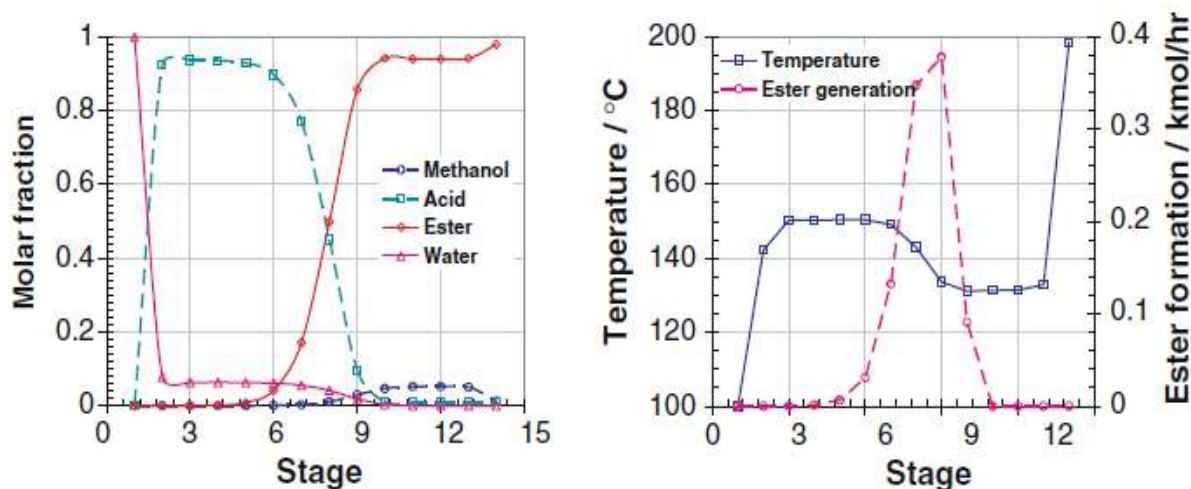 1
0.8
0.6
0.4
0.2
0
Molar fraction
Methanol
Acid
Ester
Water
0 3 6 9 12 15
Stage
200
180
160
140
120
100
Temperature / °C
Temperature
Ester generation
0.4
0.3
0.2
0.1
0
Ester formation / kmol/hr
0 3 6 9 12
Stage